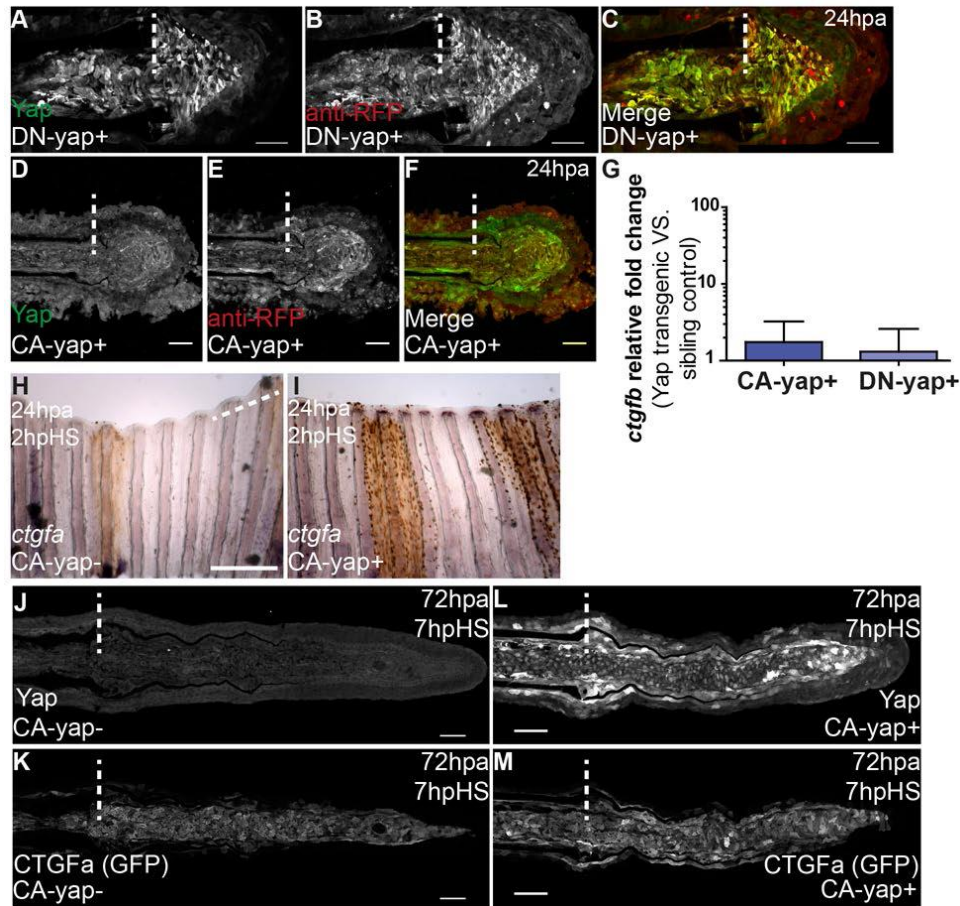 A
Yap
DN-yap+
B
anti-RFP
DN-yap+
C
24hpa
Merge
DN-yap+
D
Yap
CA-yap+
E
anti-RFP
CA-yap+
F
24hpa
Merge
CA-yap+
G
ctgfb relative fold change
(Yap transgenic VS.
sibling control)
100
10
1
CA-yap+
DN-yap+
H
24hpa
2hpHS
ctgfa
CA-yap-
I
24hpa
2hpHS
ctgfa
CA-yap+
J
72hpa
7hpHS
Yap
CA-yap-
L
72hpa
7hpHS
Yap
CA-yap+
K
72hpa
7hpHS
CTGFa (GFP)
CA-yap-
M
72hpa
7hpHS
CTGFa (GFP)
CA-yap+